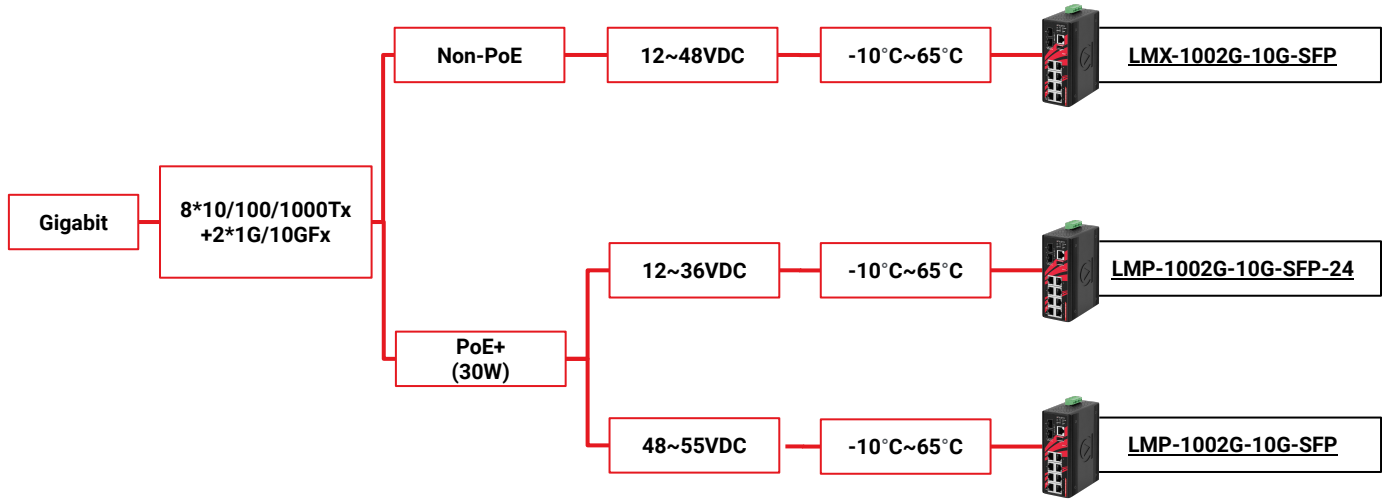 Non-PoE
12~48VDC
-10°C~65°C
LMX-1002G-10G-SFP
Gigabit
8*10/100/1000Tx
+2*1G/10GFx
12~36VDC
-10°C~65°C
LMP-1002G-10G-SFP-24
PoE+
(30W)
48~55VDC
-10°C~65°C
LMP-1002G-10G-SFP